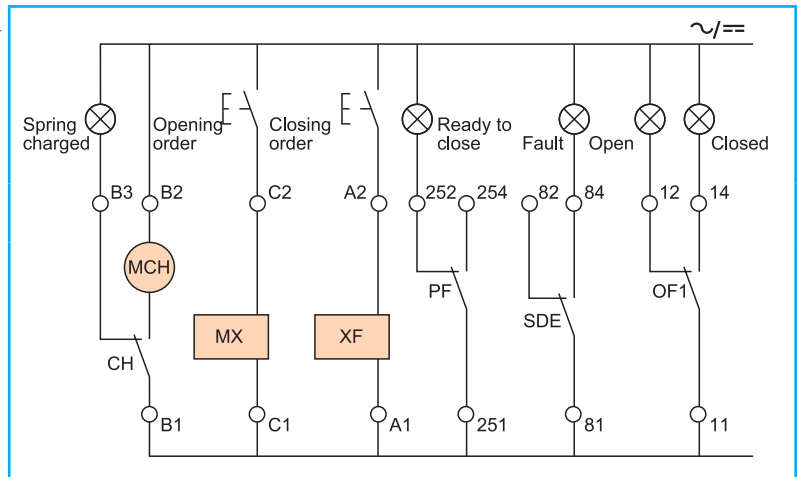 ∿/==
Spring
charged
Opening
order
Closing
order
Ready to
close
Fault
Open
Closed
B3
B2
C2
A2
252
254
82
84
12
14
MCH
PF
OF1
SDE
MX
XF
CH
B1
C1
A1
251
81
11